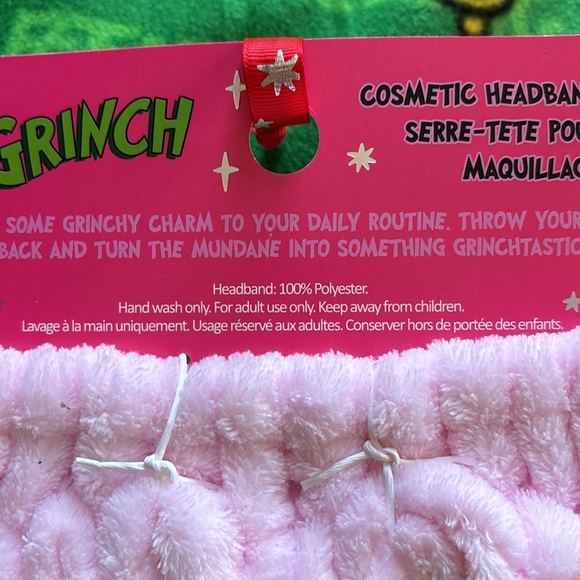 GRINCH
COSMETIC HEADBAN
SERRE-TETE POU
MAQUILLAG
SOME GRINCHY CHARM TO YOUR DAILY ROUTINE. THROW YOUR
BACK AND TURN THE MUNDANE INTO SOMETHING GRINCHTASTIC
Headband: 100% Polyester.
Hand wash only. For adult use only. Keep away from children.
Lavage à la main uniquement. Usage réservé aux adultes. Conserver hors de portée des enfants.